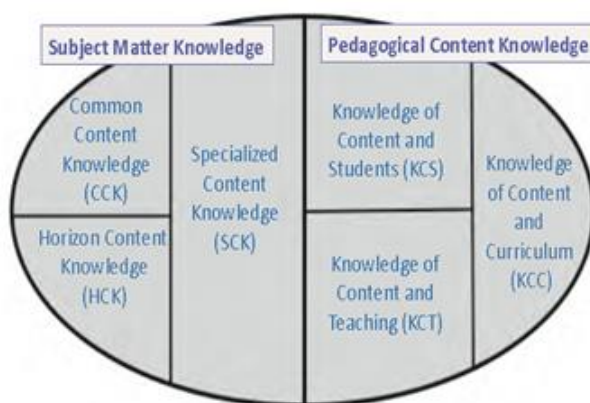 Subject Matter Knowledge
Pedagogical Content Knowledge
Common
Content
Knowledge
(CCK)
Horizon Content
Knowledge
(HCK)
Specialized
Content
Knowledge
(SCK)
Knowledge of
Content and
Students (KCS)
Knowledge of
Content and
Teaching (KCT)
Knowledge
of Content
and
Curriculum
(KCC)